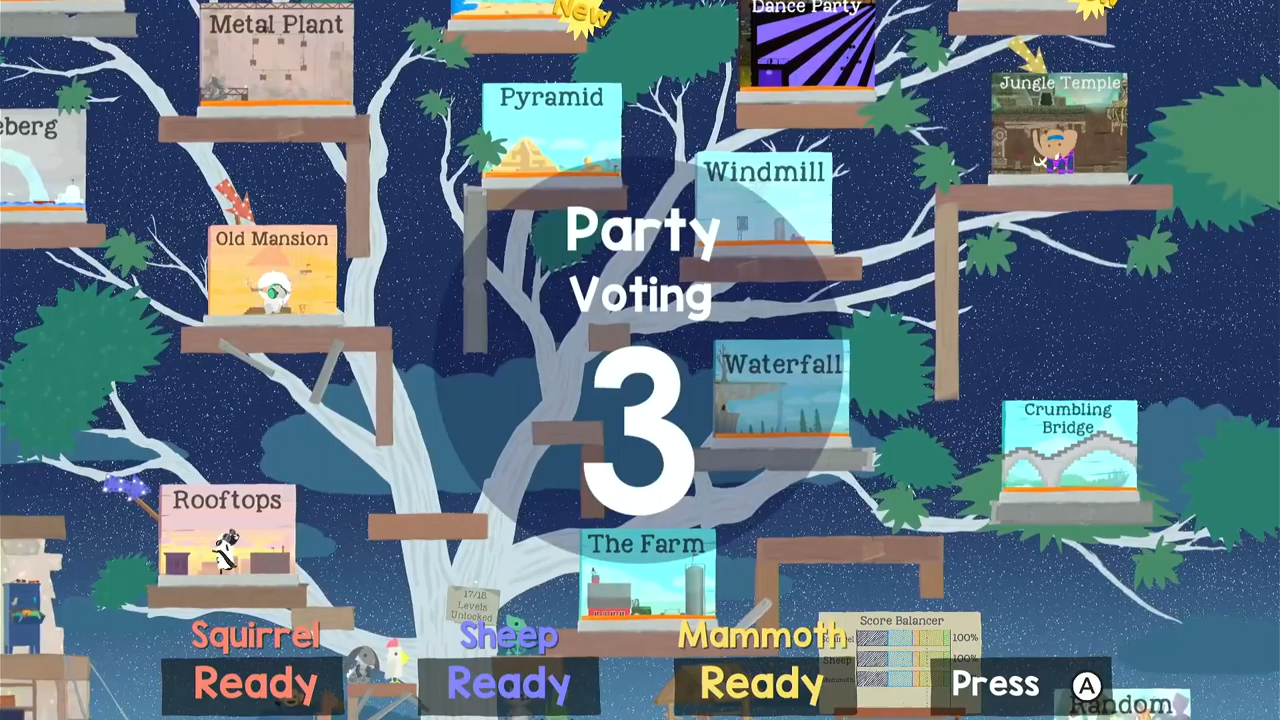 Metal Plant
New
Dance Party
Jungle Temple
Pyramid
eberg
Windmill
Old Mansion
Party
Voting
3
Waterfall
Crumbling
Bridge
Rooftops
The Farm
17/18
Levels
Unlocked
Score Balancer
100%
Sheep
100%
Mammoth
Squirrel
Ready
Sheep
Ready
Mammoth
Ready
Press A
Random